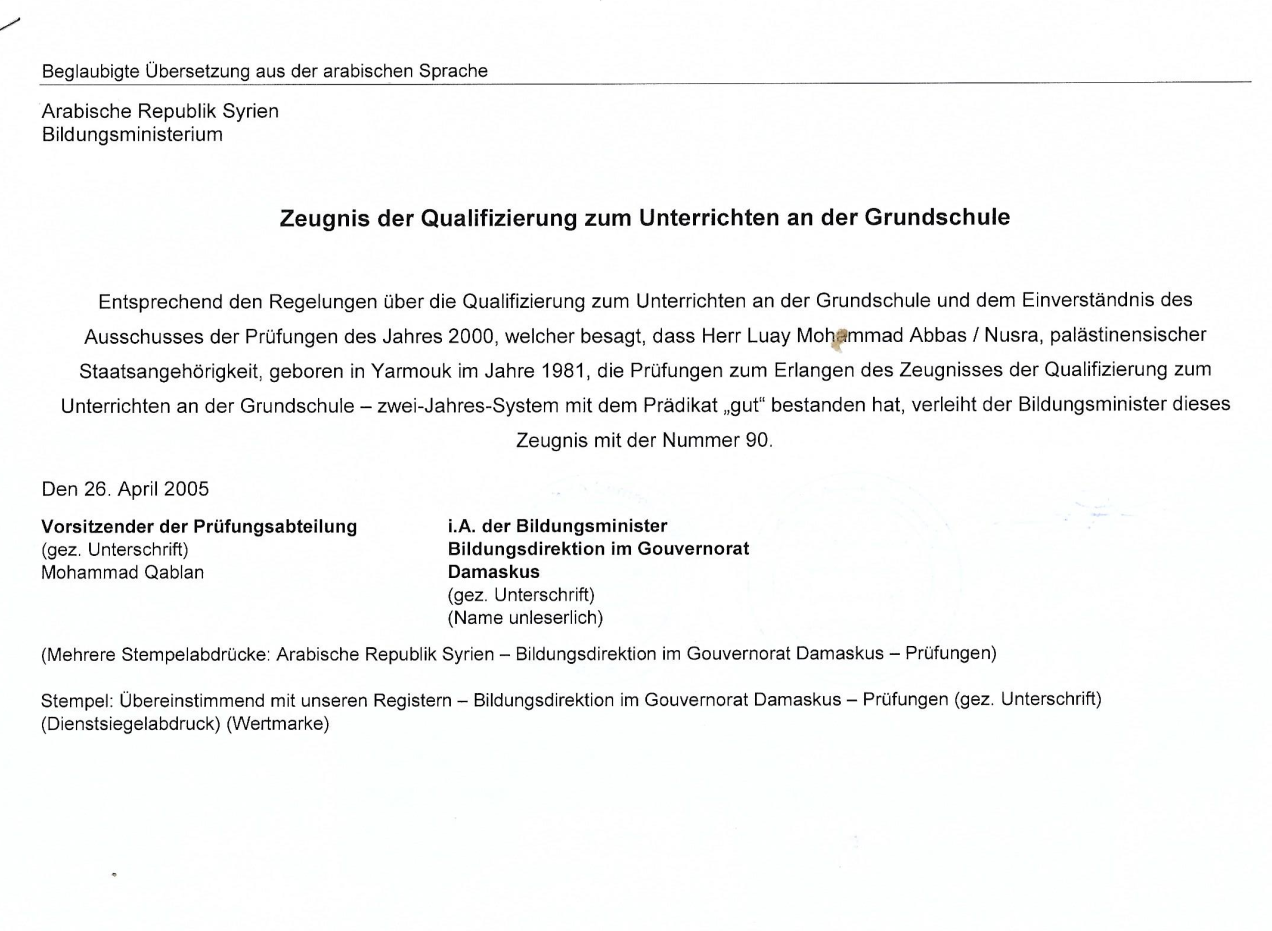 Beglaubigte Übersetzung aus der arabischen Sprache
Arabische Republik Syrien
Bildungsministerium
Zeugnis der Qualifizierung zum Unterrichten an der Grundschule
Entsprechend den Regelungen über die Qualifizierung zum Unterrichten an der Grundschule und dem Einverständnis des
Ausschusses der Prüfungen des Jahres 2000, welcher besagt, dass Herr Luay Mohammad Abbas / Nusra, palästinensischer
Staatsangehörigkeit, geboren in Yarmouk im Jahre 1981, die Prüfungen zum Erlangen des Zeugnisses der Qualifizierung zum
Unterrichten an der Grundschule – zwei-Jahres-System mit dem Prädikat „gut“ bestanden hat, verleiht der Bildungsminister dieses
Zeugnis mit der Nummer 90.
Den 26. April 2005
Vorsitzender der Prüfungsabteilung
(gez. Unterschrift)
Mohammad Qablan
i.A. der Bildungsminister
Bildungsdirektion im Gouvernorat
Damaskus
(gez. Unterschrift)
(Name unleserlich)
(Mehrere Stempelabdrücke: Arabische Republik Syrien – Bildungsdirektion im Gouvernorat Damaskus – Prüfungen)
Stempel: Übereinstimmend mit unseren Registern – Bildungsdirektion im Gouvernorat Damaskus – Prüfungen (gez. Unterschrift)
(Dienstsiegelabdruck) (Wertmarke)